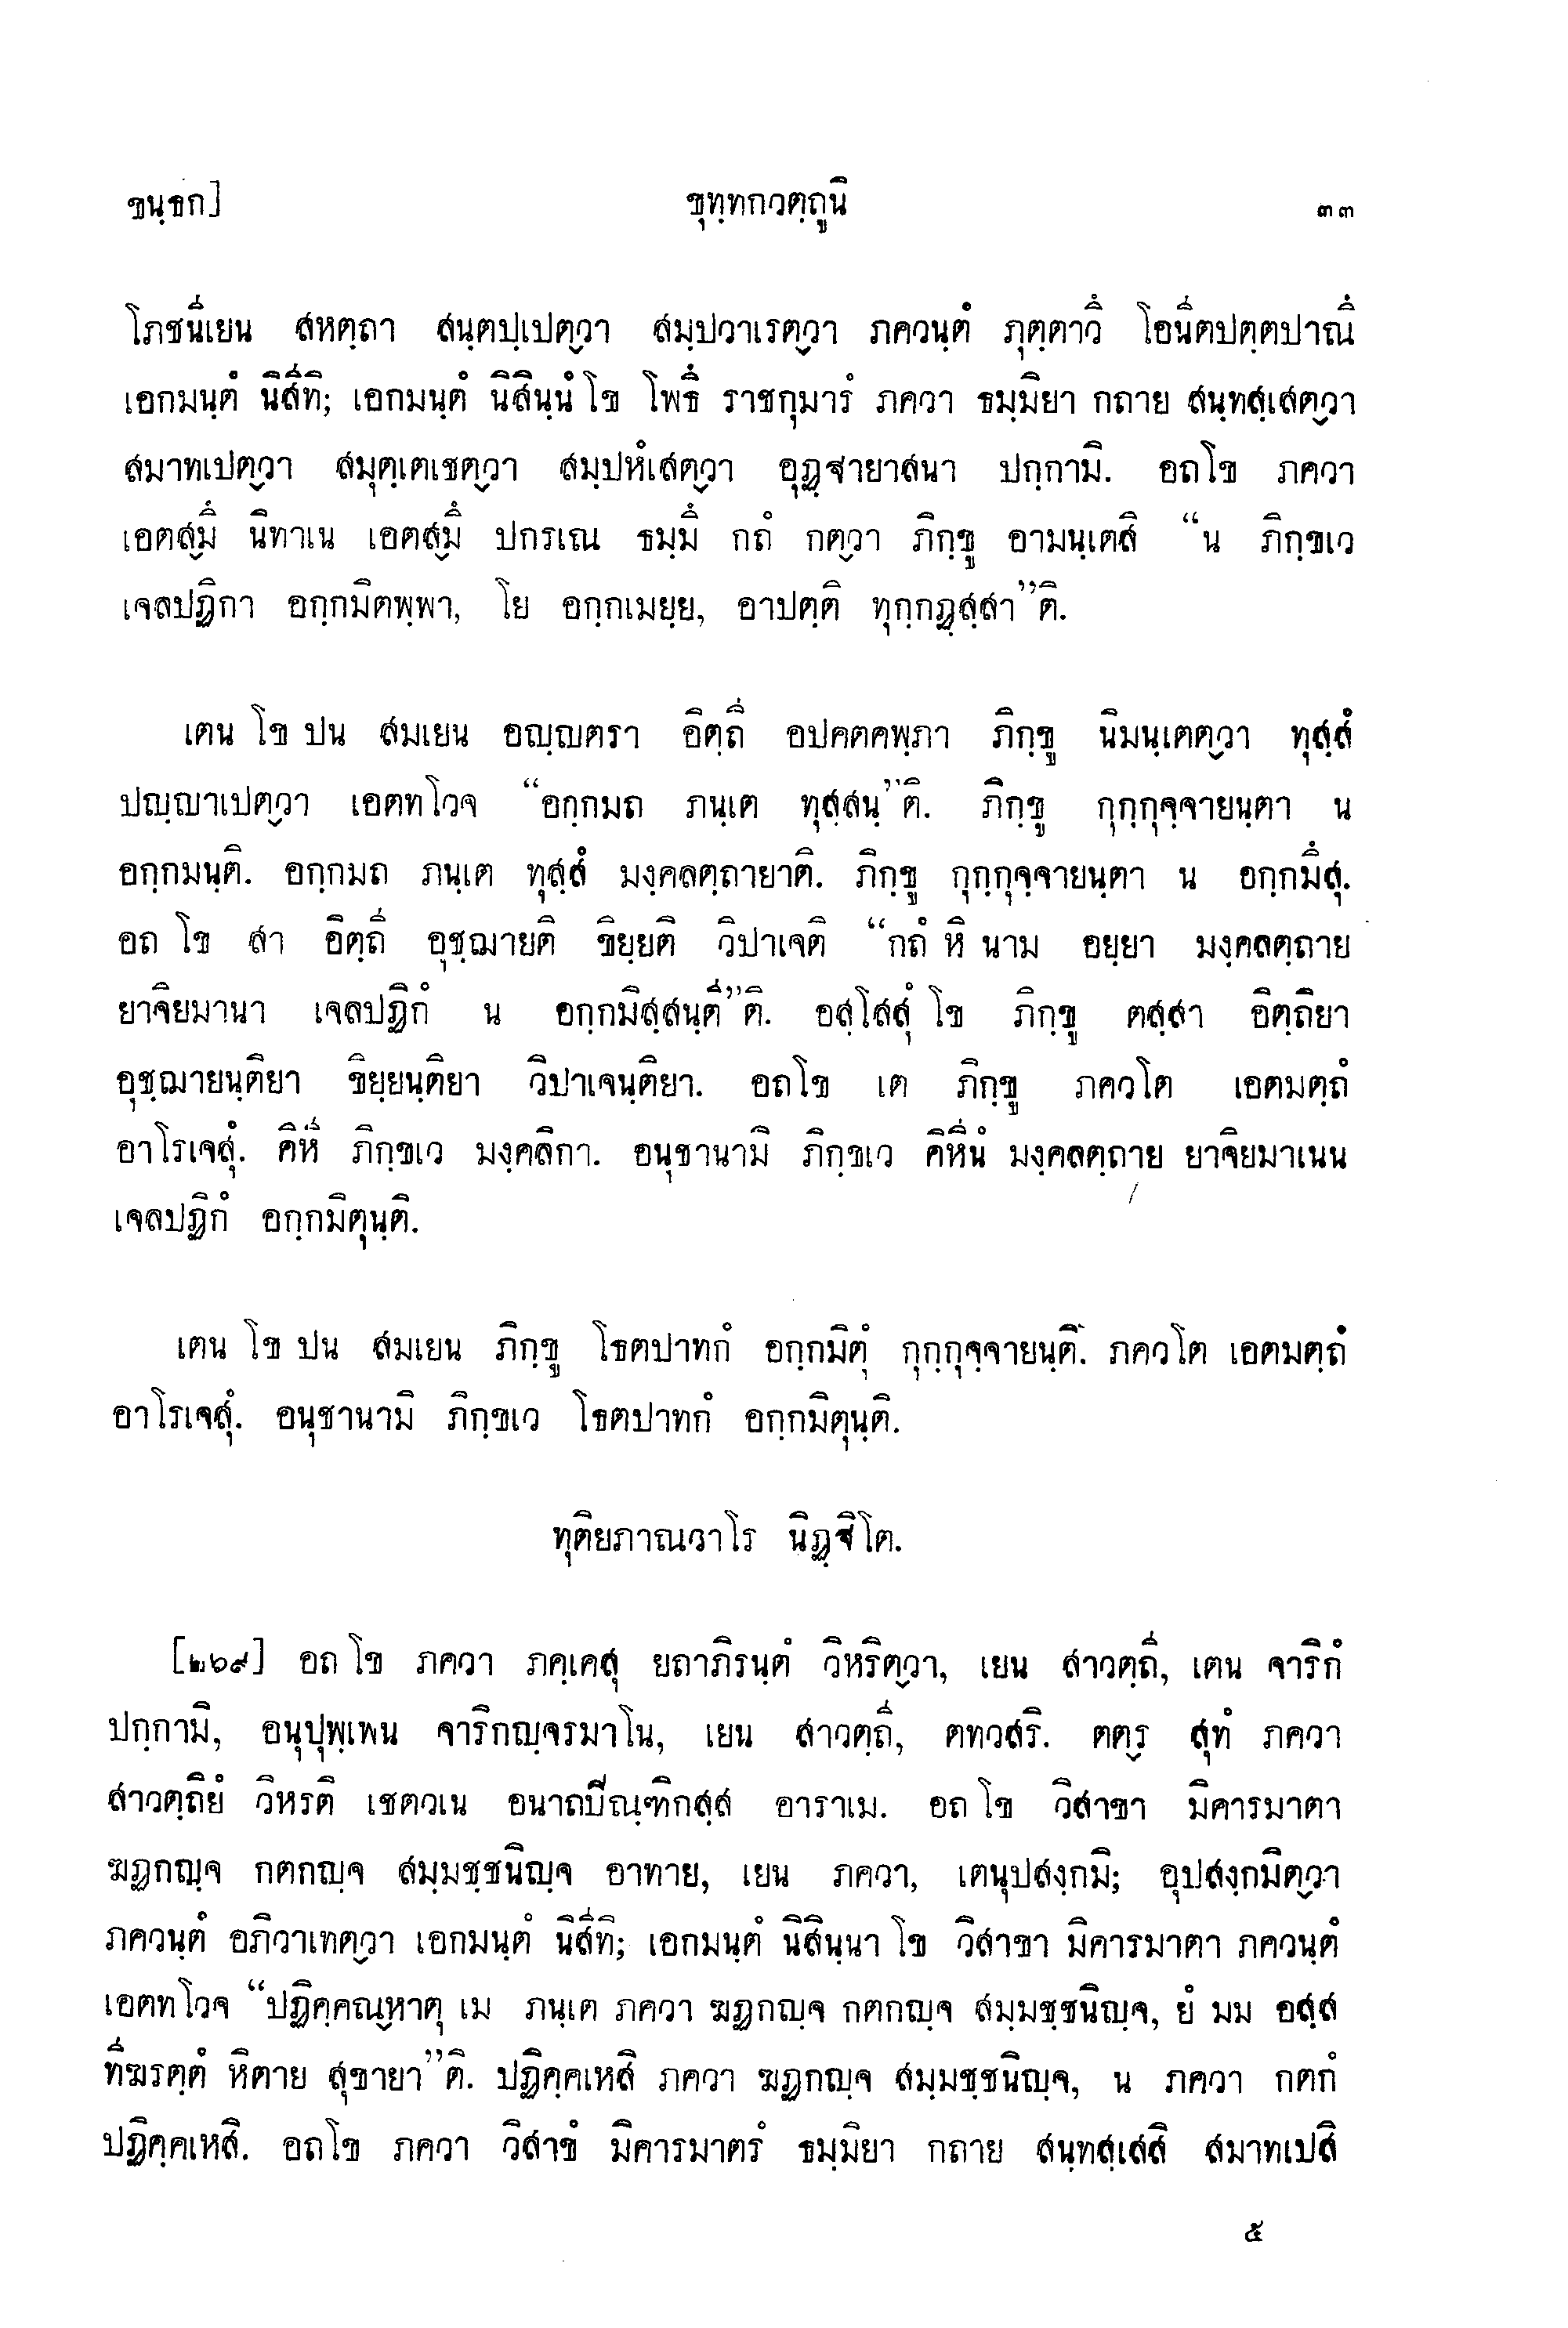 ขนฺธก] ขุทฺทกวตฺถูนิ ๓๓
โภชนีเยน สหตฺถา สนฺตปฺเปตฺวา สมฺปวาเรตฺวา ภควนฺตํ ภุตฺตาวึ โอนีตปตฺตปาณึ
เอกมนฺตํ นิสีทิ; เอกมนฺตํ นิสินฺนํ โข โพธึ ราชกุมารํ ภควา ธมฺมิยา กถาย สนฺทสฺเสตฺวา
สมาทเปตฺวา สมุตฺเตเชตฺวา สมฺปหํเสตฺวา อุฏฺฐายาสนา ปกฺกามิ. อถโข ภควา
เอตสฺมึ นิทาเน เอตสฺมึ ปกรเณ ธมฺมึ กถํ กตฺวา ภิกฺขู อามนฺเตสิ “น ภิกฺขเว
เจลปฏิกา อกฺกมิตพฺพา, โย อกฺกเมยฺย, อาปตฺติ ทุกฺกฏสฺสา”ติ.
เตน โข ปน สมเยน อญฺญตรา อิตฺถี อปคตคพฺภา ภิกฺขู นิมนฺเตตฺวา ทุสฺสํ
ปญฺญาเปตฺวา เอตทโวจ “อกฺกมถ ภนฺเต ทุสฺสนฺ”ติ. ภิกฺขู กุกฺกุจฺจายนฺตา น
อกฺกมนฺติ. อกฺกมถ ภนฺเต ทุสฺสํ มงฺคลตฺถายาติ. ภิกฺขู กุกฺกุจฺจายนฺตา น อกฺกมึสุ.
อถ โข สา อิตฺถี อุชฺฌายติ ขิยฺยติ วิปาเจติ “กถํ หิ นาม อยฺยา มงฺคลตฺถาย
ยาจิยมานา เจลปฏิกํ น อกฺกมิสฺสนฺตี”ติ. อสฺโสสุํ โข ภิกฺขู ตสฺสา อิตฺถิยา
อุชฺฌายนฺติยา ขิยฺยนฺติยา วิปาเจนฺติยา. อถโข เต ภิกฺขู ภควโต เอตมตฺถํ
อาโรเจสุํ. คิหี ภิกฺขเว มงฺคลิกา. อนุชานามิ ภิกฺขเว คิหีนํ มงฺคลตฺถาย ยาจิยมาเนน
เจลปฏิกํ อกฺกมิตุนฺติ.
เตน โข ปน สมเยน ภิกฺขู โธตปาทกํ อกฺกมิตุํ กุกฺกุจฺจายนฺติ. ภควโต เอตมตฺถํ
อาโรเจสุํ. อนุชานามิ ภิกฺขเว โธตปาทกํ อกฺกมิตุนฺติ.
ทุติยภาณวาโร นิฏฺฐิโต.
[๒๖๙] อถ โข ภควา ภคฺเคสุ ยถาภิรนฺตํ วิหริตฺวา, เยน สาวตฺถี, เตน จาริกํ
ปกฺกามิ, อนุปุพฺเพน จาริกญฺจรมาโน, เยน สาวตฺถี, ตทวสริ. ตตฺร สุทํ ภควา
สาวตฺถิยํ วิหรติ เชตวเน อนาถปิณฺฑิกสฺส อาราเม. อถ โข วิสาขา มิคารมาตา
ฆฏกญฺจ กตกญฺจ สมฺมชฺชนิญฺจ อาทาย, เยน ภควา, เตนุปสงฺกมิ; อุปสงฺกมิตฺวา
ภควนฺตํ อภิวาเทตฺวา เอกมนฺตํ นิสีทิ; เอกมนฺตํ นิสินฺนา โข วิสาขา มิคารมาตา ภควนฺตํ
เอตทโวจ “ปฏิคฺคณฺหาตุ เม ภนฺเต ภควา ฆฏกญฺจ กตกญฺจ สมฺมชฺชนิญฺจ, ยํ มม อสฺส
ทีฆรตฺตํ หิตาย สุขายา”ติ. ปฏิคฺคเหสิ ภควา ฆฏกญฺจ สมฺมชฺชนิญฺจ, น ภควา กตกํ
ปฏิคฺคเหสิ. อถโข ภควา วิสาขํ มิคารมาตรํ ธมฺมิยา กถาย สนฺทสฺเสสิ สมาทเปสิ
๕